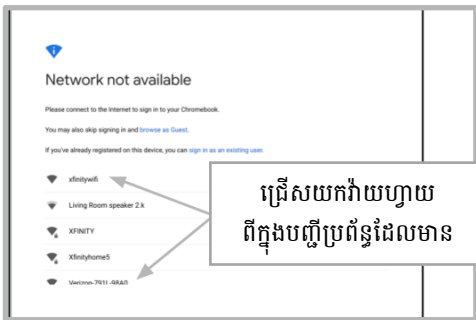 Network not available
Please connect to the Internet to sign in to your Chromebook.
You may also skip signing in and browse as Guest.
If you've already registered on this device, you can sign in as an existing user.
xfinitywifi
Living Room speaker 2.k
XFINITY
Xfinityhome5
Verizon-791L-98A0
ជ្រើសយកវ៉ាយហ្វាយ
ពីក្នុងបញ្ជីប្រព័ន្ធដែលមាន